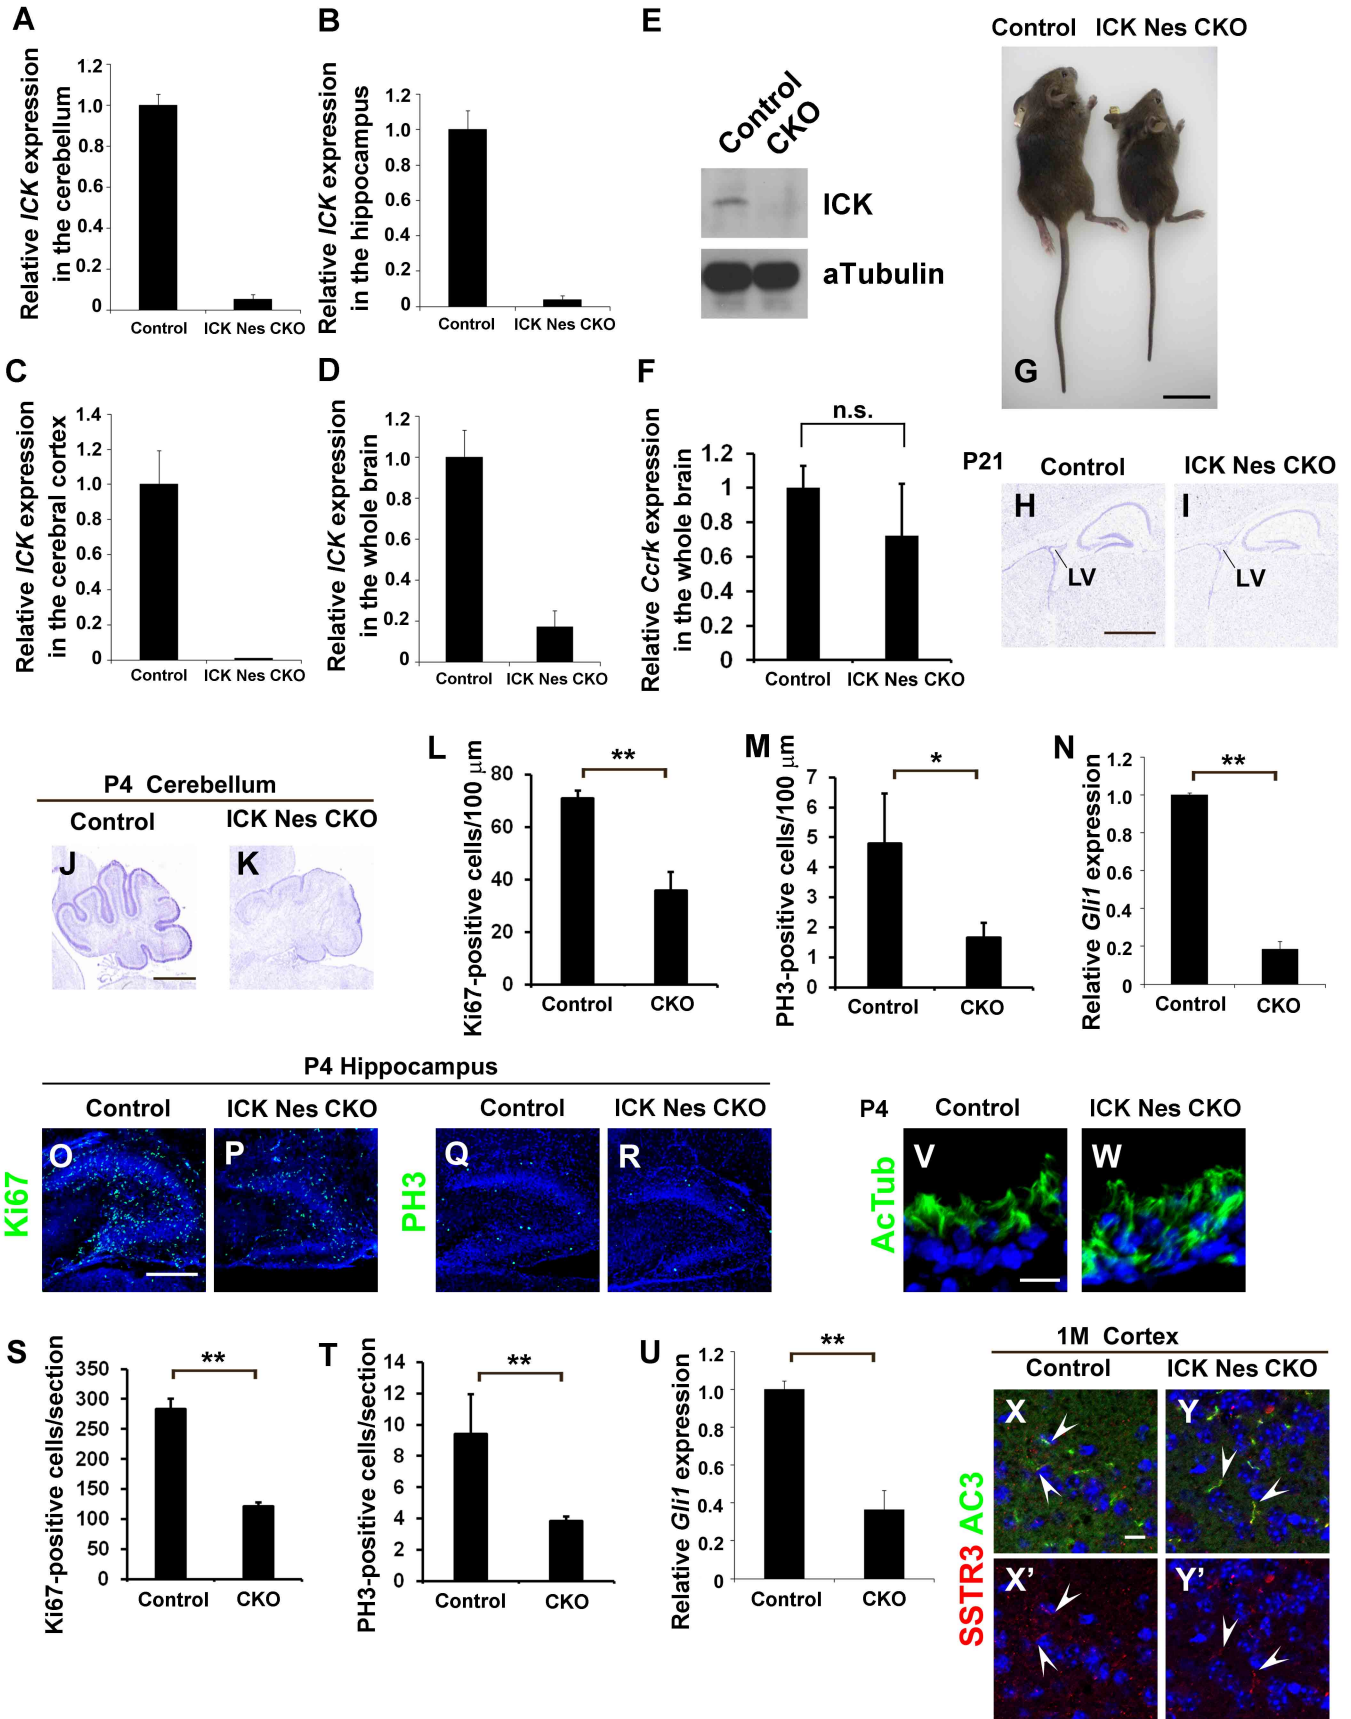 A
Relative ICK expression
in the cerebellum
1.2
1.0
0.8
0.6
0.4
0.2
0
Control
ICK Nes CKO
B
Relative ICK expression
in the hippocampus
1.2
1.0
0.8
0.6
0.4
0.2
0
Control
ICK Nes CKO
E
Control
CKO
ICK
aTubulin
Control
ICK Nes CKO
G
C
Relative ICK expression
in the cerebral cortex
1.4
1.2
1.0
0.8
0.6
0.4
0.2
0
Control
ICK Nes CKO
D
Relative ICK expression
in the whole brain
1.2
1.0
0.8
0.6
0.4
0.2
0
Control
ICK Nes CKO
F
Relative Ccrk expression
in the whole brain
n.s.
1.2
1
0.8
0.6
0.4
0.2
0
Control
ICK Nes CKO
P21
Control
ICK Nes CKO
H
LV
I
LV
P4 Cerebellum
Control
ICK Nes CKO
J
K
L
Ki67-positive cells/100 μm
**
80
60
40
20
0
Control
CKO
M
PH3-positive cells/100 μm
*
7
6
5
4
3
2
1
0
Control
CKO
N
Relative Gli1 expression
**
1.2
1.0
0.8
0.6
0.4
0.2
0
Control
CKO
P4 Hippocampus
Control
ICK Nes CKO
Control
ICK Nes CKO
Ki67
O
P
PH3
Q
R
P4
Control
ICK Nes CKO
AcTub
V
W
S
Ki67-positive cells/section
**
350
300
250
200
150
100
50
0
Control
CKO
T
PH3-positive cells/section
**
14
12
10
8
6
4
2
0
Control
CKO
U
Relative Gli1 expression
**
1.2
1.0
0.8
0.6
0.4
0.2
0
Control
CKO
1M Cortex
Control
ICK Nes CKO
SSTR3 AC3
X
Y
X'
Y'